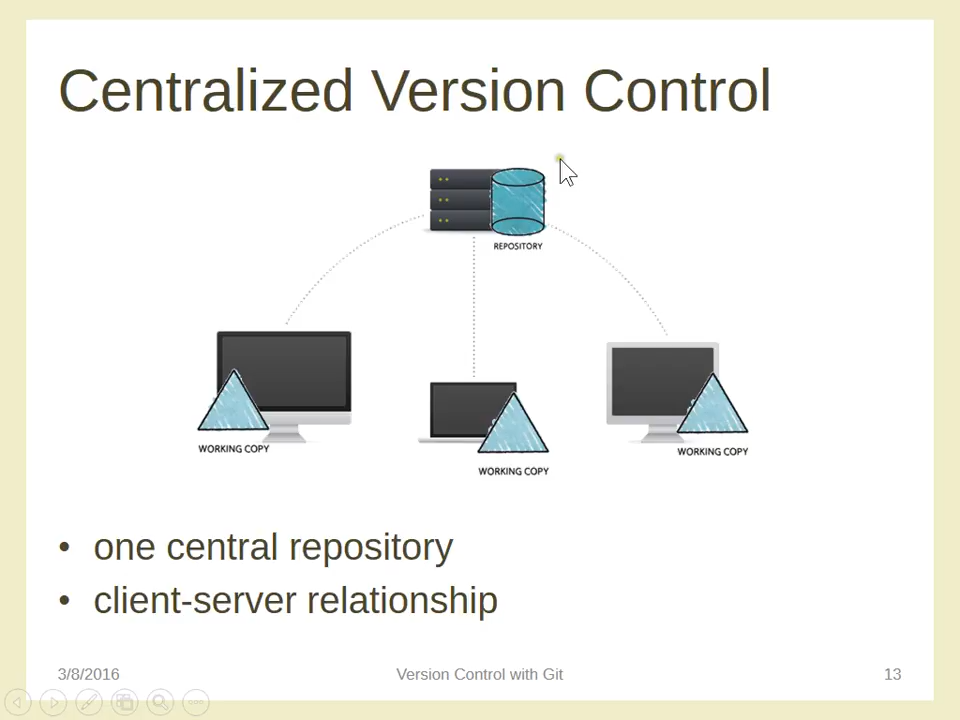 Centralized Version Control
REPOSITORY
WORKING COPY
WORKING COPY
WORKING COPY
• one central repository
• client-server relationship
3/8/2016 Version Control with Git 13